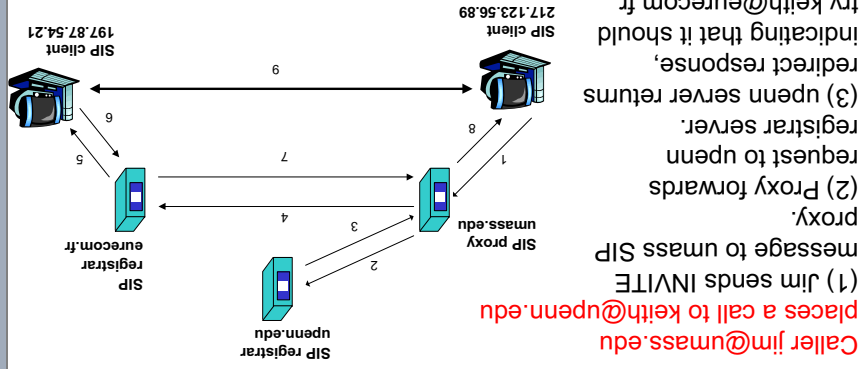 Caller jim@umass.edu
places a call to keith@upenn.edu
(1) Jim sends INVITE
message to umass SIP
proxy.
(2) Proxy forwards
request to upenn
registrar server.
(3) upenn server returns
redirect response,
indicating that it should
try keith@eurecom.fr
SIP registrar
upenn.edu
SIP
registrar
eurecom.fr
SIP proxy
umass.edu
2
3
4
7
5
6
1
8
9
SIP client
217.123.56.89
SIP client
197.87.54.21